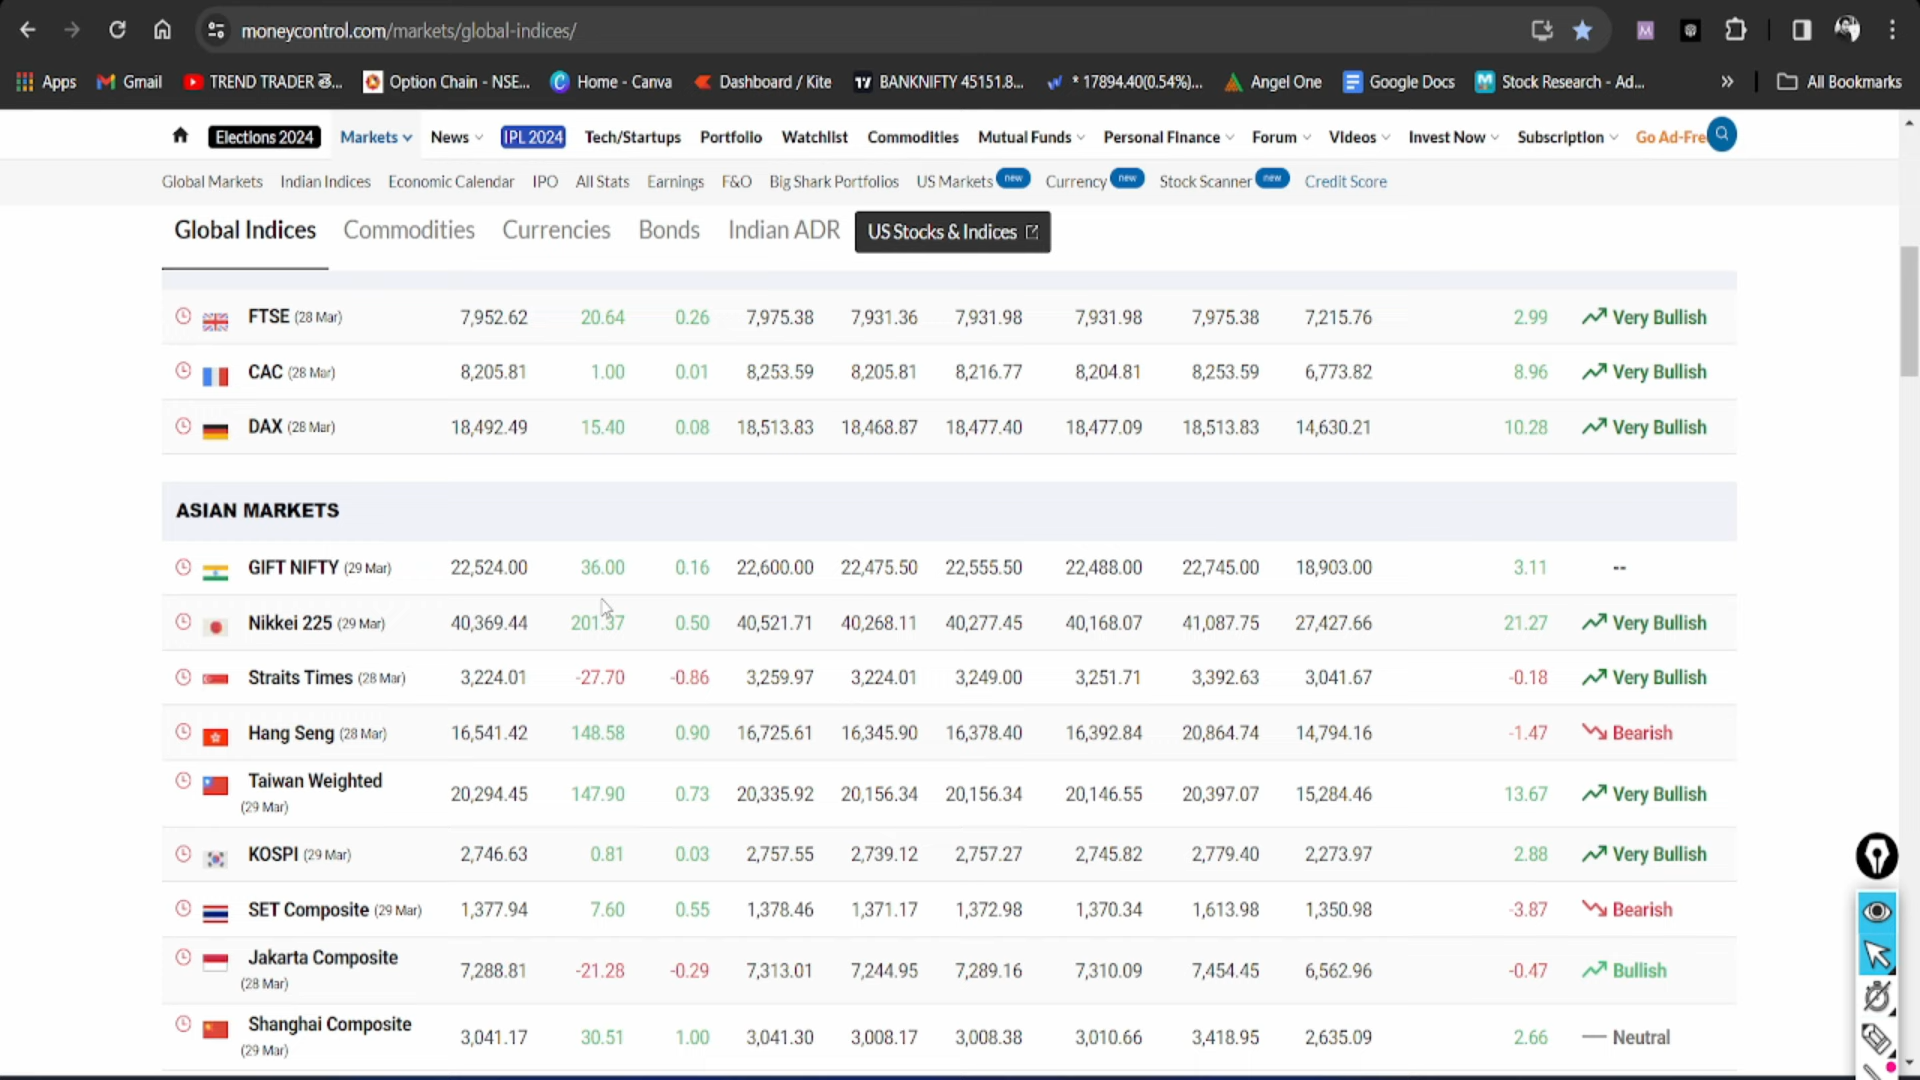 moneycontrol.com/markets/global-indices/
Apps Gmail TREND TRADER తె... Option Chain - NSE... Home - Canva Dashboard / Kite BANKNIFTY 45151.8... * 17894.40(0.54%)... Angel One Google Docs Stock Research - Ad... » All Bookmarks
Elections 2024 Markets News IPL 2024 Tech/Startups Portfolio Watchlist Commodities Mutual Funds Personal Finance Forum Videos Invest Now Subscription Go Ad-Fre
Global Markets Indian Indices Economic Calendar IPO All Stats Earnings F&O Big Shark Portfolios US Markets new Currency new Stock Scanner new Credit Score
Global Indices Commodities Currencies Bonds Indian ADR US Stocks & Indices
FTSE (28 Mar) 7,952.62 20.64 0.26 7,975.38 7,931.36 7,931.98 7,931.98 7,975.38 7,215.76 2.99 Very Bullish
CAC (28 Mar) 8,205.81 1.00 0.01 8,253.59 8,205.81 8,216.77 8,204.81 8,253.59 6,773.82 8.96 Very Bullish
DAX (28 Mar) 18,492.49 15.40 0.08 18,513.83 18,468.87 18,477.40 18,477.09 18,513.83 14,630.21 10.28 Very Bullish
ASIAN MARKETS
GIFT NIFTY (29 Mar) 22,524.00 36.00 0.16 22,600.00 22,475.50 22,555.50 22,488.00 22,745.00 18,903.00 3.11 --
Nikkei 225 (29 Mar) 40,369.44 201.37 0.50 40,521.71 40,268.11 40,277.45 40,168.07 41,087.75 27,427.66 21.27 Very Bullish
Straits Times (28 Mar) 3,224.01 -27.70 -0.86 3,259.97 3,224.01 3,249.00 3,251.71 3,392.63 3,041.67 -0.18 Very Bullish
Hang Seng (28 Mar) 16,541.42 148.58 0.90 16,725.61 16,345.90 16,378.40 16,392.84 20,864.74 14,794.16 -1.47 Bearish
Taiwan Weighted
(29 Mar) 20,294.45 147.90 0.73 20,335.92 20,156.34 20,156.34 20,146.55 20,397.07 15,284.46 13.67 Very Bullish
KOSPI (29 Mar) 2,746.63 0.81 0.03 2,757.55 2,739.12 2,757.27 2,745.82 2,779.40 2,273.97 2.88 Very Bullish
SET Composite (29 Mar) 1,377.94 7.60 0.55 1,378.46 1,371.17 1,372.98 1,370.34 1,613.98 1,350.98 -3.87 Bearish
Jakarta Composite
(28 Mar) 7,288.81 -21.28 -0.29 7,313.01 7,244.95 7,289.16 7,310.09 7,454.45 6,562.96 -0.47 Bullish
Shanghai Composite
(29 Mar) 3,041.17 30.51 1.00 3,041.30 3,008.17 3,008.38 3,010.66 3,418.95 2,635.09 2.66 Neutral